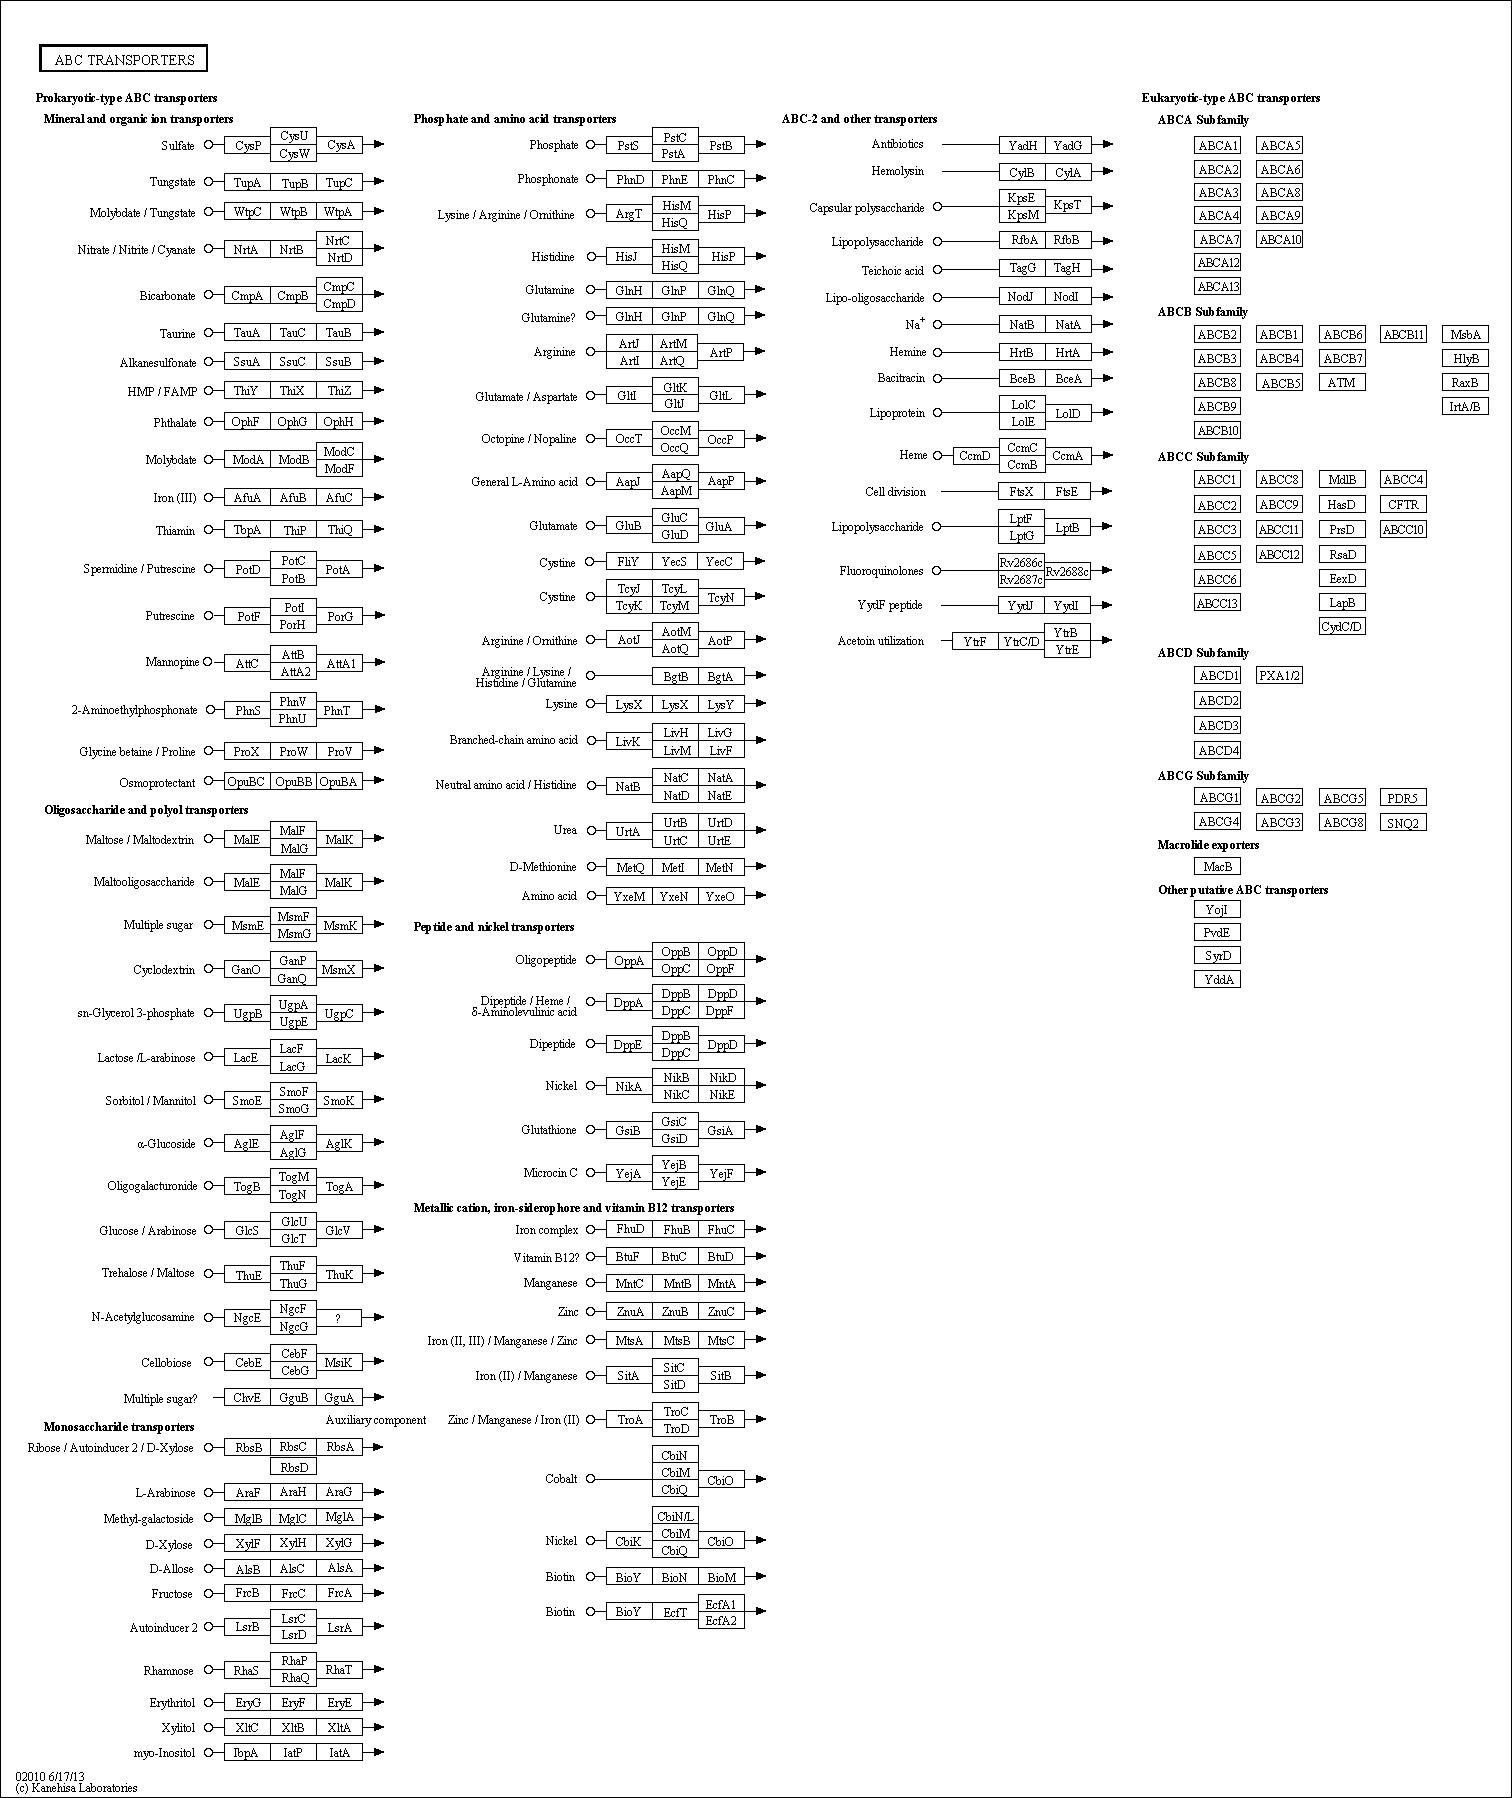 ABC TRANSPORTERS
Prokaryotic-type ABC transporters
Mineral and organic ion transporters
Sulfate CysP CysU CysW CysA
Tungstate TupA TupB TupC
Molybdate / Tungstate WtpC WtpB WtpA
Nitrate / Nitrite / Cyanate NrtA NrtB NrtC NrtD
Bicarbonate CmpA CmpB CmpC CmpD
Taurine TauA TauC TauB
Alkanesulfonate SsuA SsuC SsuB
HMP / FAMP ThiY ThiX ThiZ
Phthalate OphF OphG OphH
Molybdate ModA ModB ModC ModF
Iron (III) AfuA AfuB AfuC
Thiamin TbpA ThiP ThiQ
Spermidine / Putrescine PotD PotC PotB PotA
Putrescine PotF PotI PorH PorG
Mannopine AttC AttB AttA2 AttA1
2-Aminoethylphosphonate PhnS PhnV PhnU PhnT
Glycine betaine / Proline ProX ProW ProV
Osmoprotectant OpuBC OpuBB OpuBA
Oligosaccharide and polyol transporters
Maltose / Maltodextrin MalE MalF MalG MalK
Maltooligosaccharide MalE MalF MalG MalK
Multiple sugar MsmE MsmF MsmG MsmK
Cyclodextrin GanO GanP GanQ MsmX
sn-Glycerol 3-phosphate UgpB UgpA UgpE UgpC
Lactose /L-arabinose LacE LacF LacG LacK
Sorbitol / Mannitol SmoE SmoF SmoG SmoK
α-Glucoside AglE AglF AglG AglK
Oligogalacturonide TogB TogM TogN TogA
Glucose / Arabinose GlcS GlcU GlcT GlcV
Trehalose / Maltose ThuE ThuF ThuG ThuK
N-Acetylglucosamine NgcE NgcF NgcG ?
Cellobiose CebE CebF CebG MsiK
Multiple sugar? ChvE GguB GguA
Auxiliary component
Monosaccharide transporters
Ribose / Autoinducer 2 / D-Xylose RbsB RbsC RbsA
RbsD
L-Arabinose AraF AraH AraG
Methyl-galactoside MglB MglC MglA
D-Xylose XylF XylH XylG
D-Allose AlsB AlsC AlsA
Fructose FrcB FrcC FrcA
Autoinducer 2 LsrB LsrC LsrD LsrA
Rhamnose RhaS RhaP RhaQ RhaT
Erythritol EryG EryF EryE
Xylitol XltC XltB XltA
myo-Inositol IbpA IatP IatA
Phosphate and amino acid transporters
Phosphate PstS PstC PstA PstB
Phosphonate PhnD PhnE PhnC
Lysine / Arginine / Ornithine ArgT HisM HisQ HisP
Histidine HisJ HisM HisQ HisP
Glutamine GlnH GlnP GlnQ
Glutamine? GlnH GlnP GlnQ
Arginine ArtJ ArtI ArtM ArtQ ArtP
Glutamate / Aspartate GltI GltK GltJ GltL
Octopine / Nopaline OccT OccM OccQ OccP
General L-Amino acid AapJ AapQ AapM AapP
Glutamate GluB GluC GluD GluA
Cystine FliY YecS YecC
Cystine TcyJ TcyK TcyL TcyM TcyN
Arginine / Ornithine AotJ AotM AotQ AotP
Arginine / Lysine /
Histidine / Glutamine BgtB BgtA
Lysine LysX LysX LysY
Branched-chain amino acid LivK LivH LivM LivG LivF
Neutral amino acid / Histidine NatB NatC NatD NatA NatE
Urea UrtA UrtB UrtC UrtD UrtE
D-Methionine MetQ MetI MetN
Amino acid YxeM YxeN YxeO
Peptide and nickel transporters
Oligopeptide OppA OppB OppC OppD OppF
Dipeptide / Heme /
δ-Aminolevulinic acid DppA DppB DppC DppD DppF
Dipeptide DppE DppB DppC DppD
Nickel NikA NikB NikC NikD NikE
Glutathione GsiB GsiC GsiD GsiA
Microcin C YejA YejB YejE YejF
Metallic cation, iron-siderophore and vitamin B12 transporters
Iron complex FhuD FhuB FhuC
Vitamin B12? BtuF BtuC BtuD
Manganese MntC MntB MntA
Zinc ZnuA ZnuB ZnuC
Iron (II, III) / Manganese / Zinc MtsA MtsB MtsC
Iron (II) / Manganese SitA SitC SitD SitB
Zinc / Manganese / Iron (II) TroA TroC TroD TroB
Cobalt CbiN CbiM CbiQ CbiO
Nickel CbiK CbiN/L CbiM CbiQ CbiO
Biotin BioY BioN BioM
Biotin BioY EcfT EcfA1 EcfA2
ABC-2 and other transporters
Antibiotics YadH YadG
Hemolysin CylB CylA
Capsular polysaccharide KpsE KpsM KpsT
Lipopolysaccharide RfbA RfbB
Teichoic acid TagG TagH
Lipo-oligosaccharide NodJ NodI
Na+ NatB NatA
Hemine HrtB HrtA
Bacitracin BceB BceA
Lipoprotein LolC LolE LolD
Heme CcmD CcmC CcmB CcmA
Cell division FtsX FtsE
Lipopolysaccharide LptF LptG LptB
Fluoroquinolones Rv2686c Rv2687c Rv2688c
YydF peptide YydJ YydI
Acetoin utilization YtrF YtrC/D YtrB YtrE
Eukaryotic-type ABC transporters
ABCA Subfamily
ABCA1 ABCA5
ABCA2 ABCA6
ABCA3 ABCA8
ABCA4 ABCA9
ABCA7 ABCA10
ABCA12
ABCA13
ABCB Subfamily
ABCB2 ABCB1 ABCB6 ABCB11 MsbA
ABCB3 ABCB4 ABCB7 HlyB
ABCB8 ABCB5 ATM RaxB
ABCB9 IrtA/B
ABCB10
ABCC Subfamily
ABCC1 ABCC8 MdlB ABCC4
ABCC2 ABCC9 HasD CFTR
ABCC3 ABCC11 PrsD ABCC10
ABCC5 ABCC12 RsaD
ABCC6 EexD
ABCC13 LapB
CydC/D
ABCD Subfamily
ABCD1 PXA1/2
ABCD2
ABCD3
ABCD4
ABCG Subfamily
ABCG1 ABCG2 ABCG5 PDR5
ABCG4 ABCG3 ABCG8 SNQ2
Macrolide exporters
MacB
Other putative ABC transporters
YojI
PvdE
SyrD
YddA
02010 6/17/13
(c) Kanehisa Laboratories